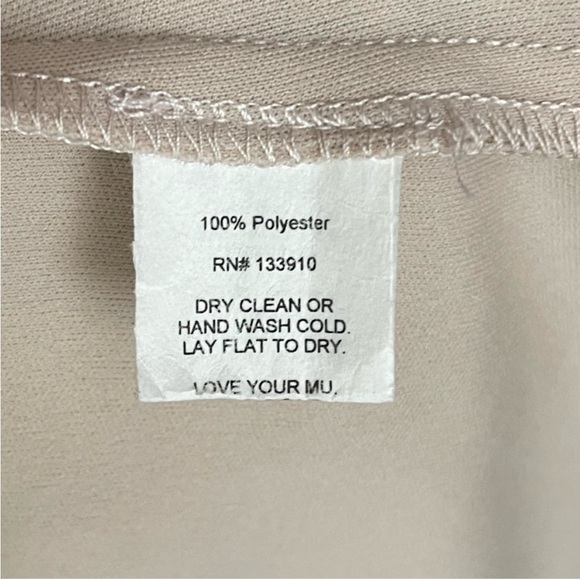 100% Polyester
RN# 133910
DRY CLEAN OR
HAND WASH COLD.
LAY FLAT TO DRY.
LOVE YOUR MU.